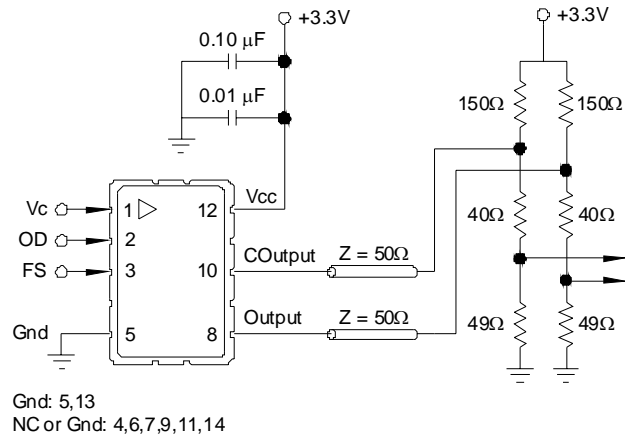 +3.3V
+3.3V
0.10 μF
0.01 μF
150Ω
150Ω
Vcc
Vc
1
12
OD
2
40Ω
40Ω
FS
3
10
COutput
Z = 50Ω
Gnd
5
8
Output
Z = 50Ω
49Ω
49Ω
Gnd: 5,13
NC or Gnd: 4,6,7,9,11,14